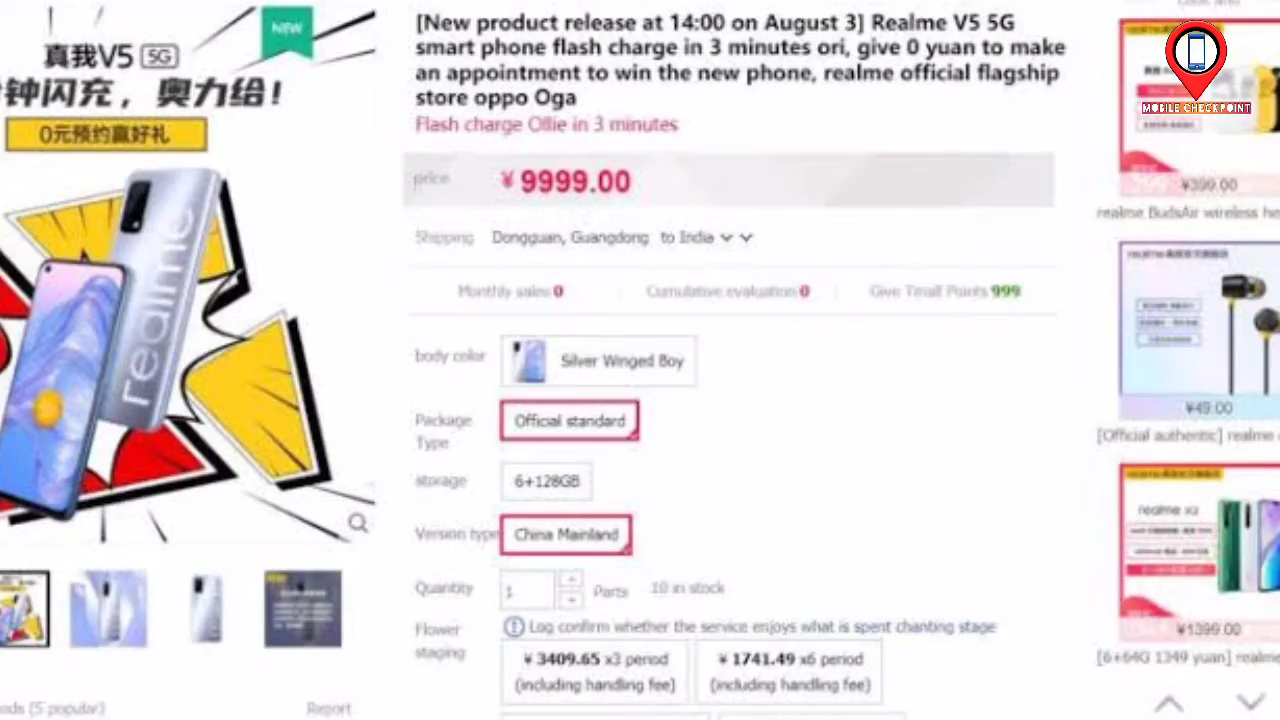 NEW
真我V5 5G
钟闪充，奥力给！
0元预约赢好礼
realme
Report
[New product release at 14:00 on August 3] Realme V5 5G
smart phone flash charge in 3 minutes ori, give 0 yuan to make
an appointment to win the new phone, realme official flagship
store oppo Oga
Flash charge Ollie in 3 minutes
price ¥ 9999.00
Shipping Dongguan, Guangdong to India
Monthly sales 0 Cumulative evaluation 0 Give Tmall Points 999
body color Silver Winged Boy
Package Official standard
Type
storage 6+128GB
Version type China Mainland
Quantity 1 Parts 10 in stock
Flower Log confirm whether the service enjoys what is spent chanting stage
staging
¥ 3409.65 x3 period ¥ 1741.49 x6 period
(including handling fee) (including handling fee)
MOBILE CHECKPOINT
¥399.00
realme BudsAir wireless
¥49.00
[Official authentic] realme
realme
¥1399.00
[6+64G 1349 yuan] realme
(5 popular)